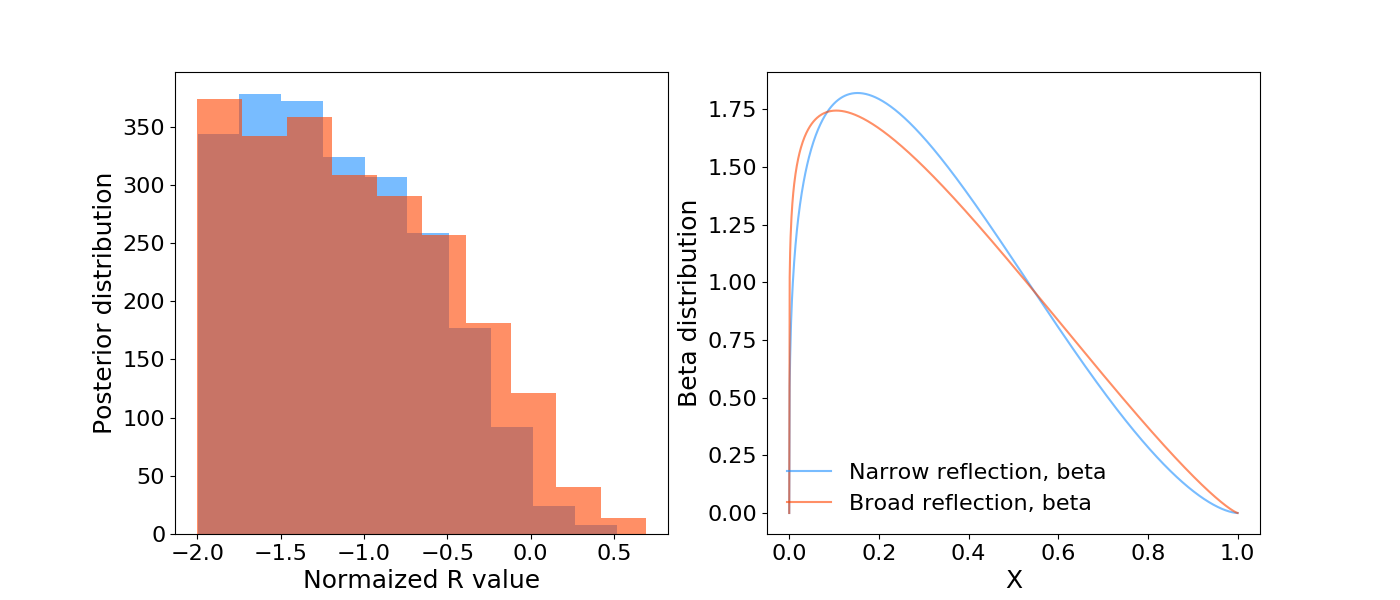 Posterior distribution
350
300
250
200
150
100
50
0
−2.0 −1.5 −1.0 −0.5 0.0 0.5
Normaized R value
Beta distribution
1.75
1.50
1.25
1.00
0.75
0.50
0.25
0.00
Narrow reflection, beta
Broad reflection, beta
0.0 0.2 0.4 0.6 0.8 1.0
X